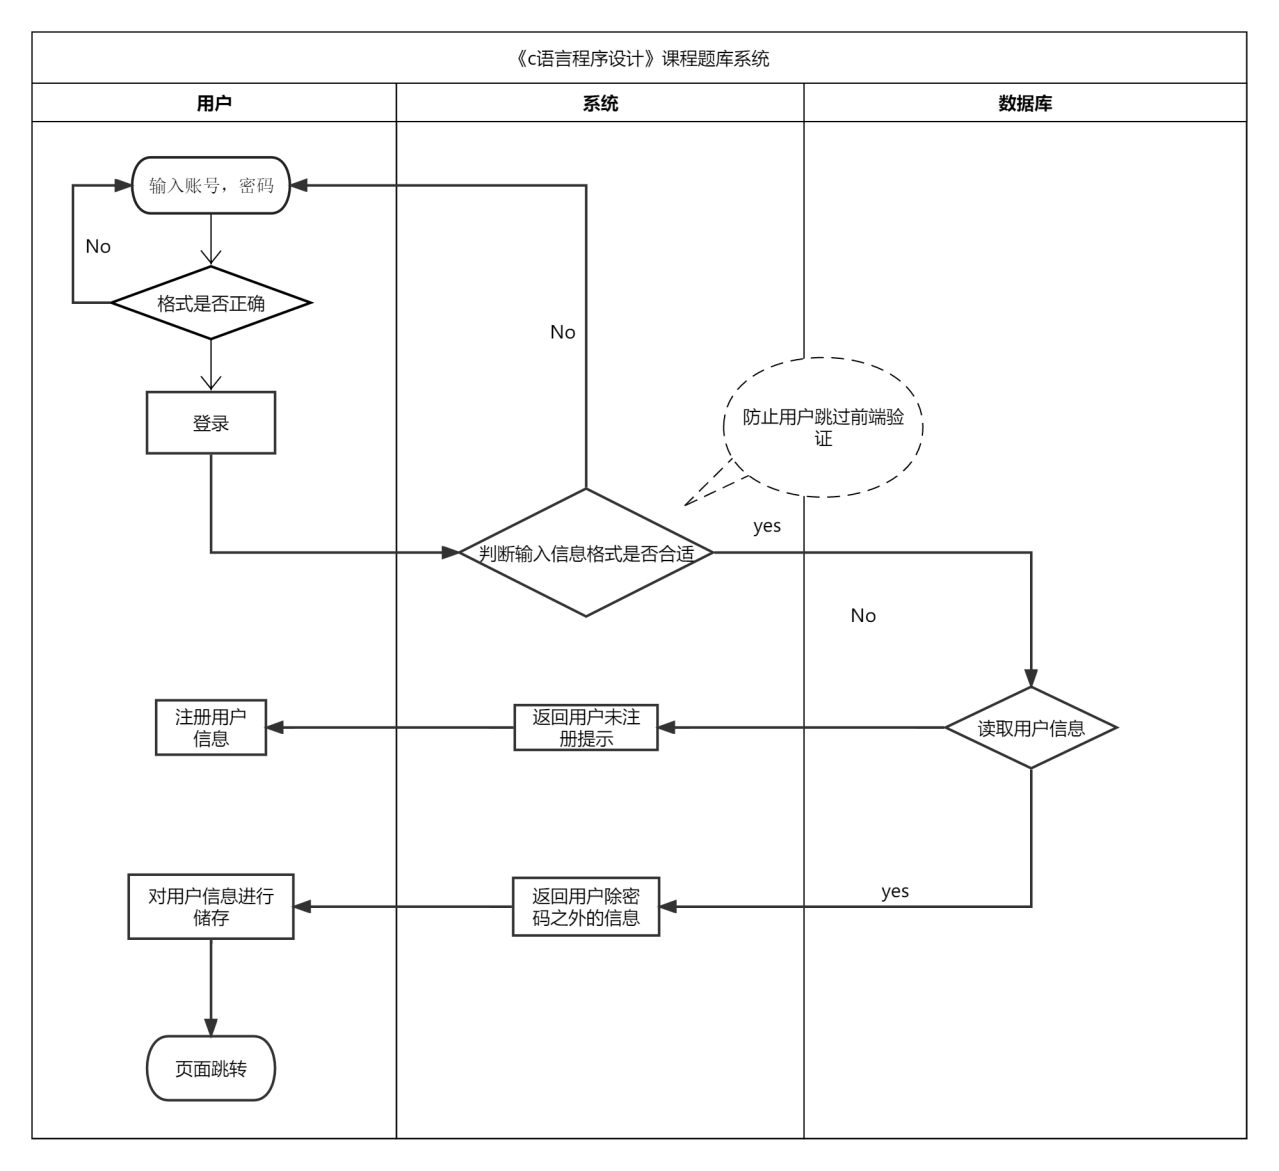 《c语言程序设计》课程题库系统
用户
系统
数据库
输入账号，密码
No
格式是否正确
No
登录
防止用户跳过前端验
证
yes
判断输入信息格式是否合适
No
注册用户
信息
返回用户未注
册提示
读取用户信息
对用户信息进行
储存
返回用户除密
码之外的信息
yes
页面跳转